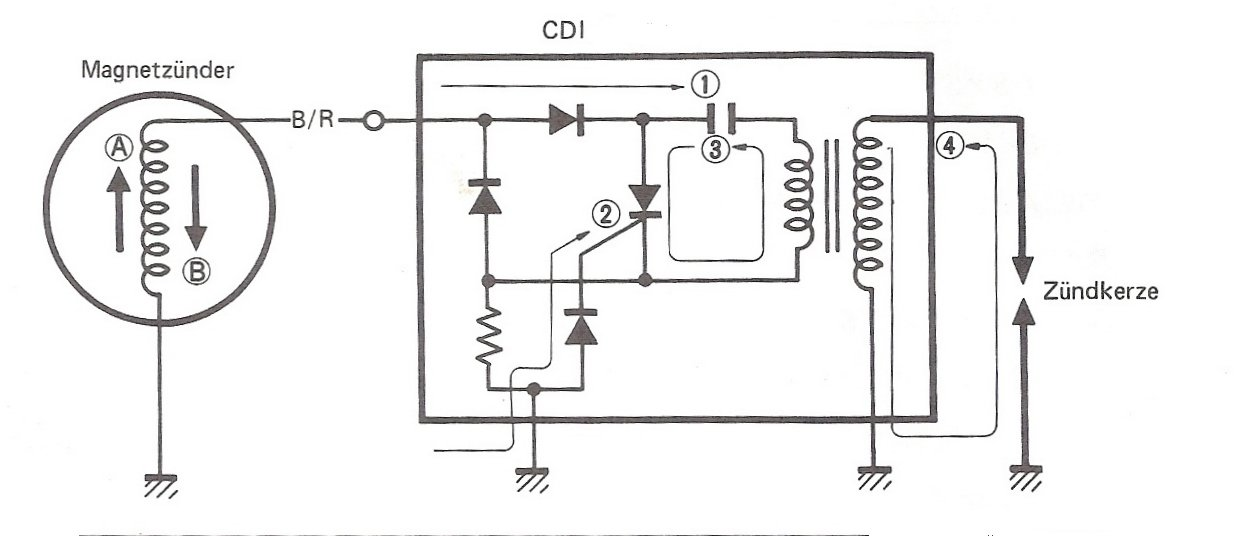 CDI
Magnetzünder
B/R
①
Ⓐ
③
④
②
Ⓑ
Zündkerze